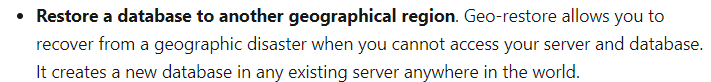 • Restore a database to another geographical region. Geo-restore allows you to
recover from a geographic disaster when you cannot access your server and database.
It creates a new database in any existing server anywhere in the world.